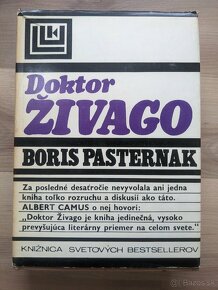 Doktor
ŽIVAGO
BORIS PASTERNAK
Za posledné desaťročie nevyvolala ani jedna
kniha toľko rozruchu a diskusií ako táto.
ALBERT CAMUS o nej hovorí:
„Doktor Živago je kniha jedinečná, vysoko
prevyšujúca literárny priemer na celom svete."
KNIŽNICA SVETOVÝCH BESTSELLEROV